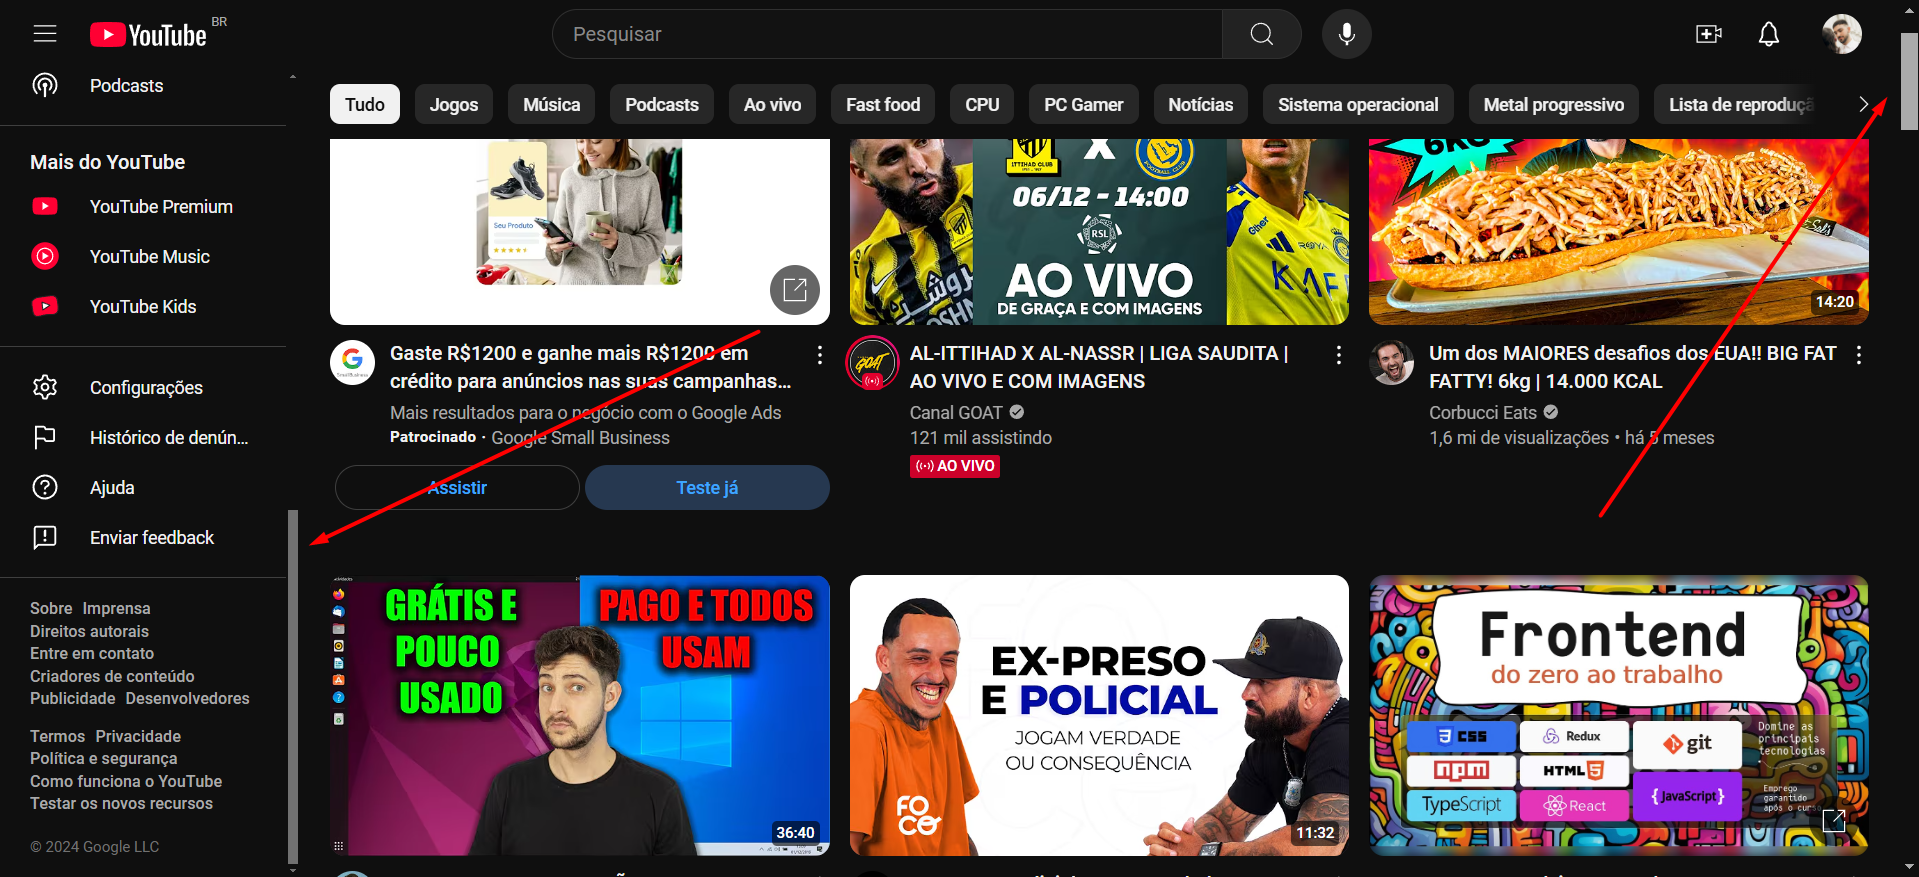 YouTube BR
Pesquisar
Podcasts
Mais do YouTube
YouTube Premium
YouTube Music
YouTube Kids
Configurações
Histórico de denún...
Ajuda
Enviar feedback
Sobre Imprensa
Direitos autorais
Entre em contato
Criadores de conteúdo
Publicidade Desenvolvedores
Termos Privacidade
Política e segurança
Como funciona o YouTube
Testar os novos recursos
© 2024 Google LLC
Tudo Jogos Música Podcasts Ao vivo Fast food CPU PC Gamer Notícias Sistema operacional Metal progressivo Lista de reproduçã
Seu Produto
Gaste R$1200 e ganhe mais R$1200 em
crédito para anúncios nas suas campanhas...
Mais resultados para o negócio com o Google Ads
Patrocinado · Google Small Business
Assistir
Teste já
ITTIHAD CLUB
X
06/12 - 14:00
RSL
AO VIVO
DE GRAÇA E COM IMAGENS
GOAT
AL-ITTIHAD X AL-NASSR | LIGA SAUDITA |
AO VIVO E COM IMAGENS
Canal GOAT
121 mil assistindo
AO VIVO
6KG
14:20
Um dos MAIORES desafios dos EUA!! BIG FAT
FATTY! 6kg | 14.000 KCAL
Corbucci Eats
1,6 mi de visualizações • há 5 meses
GRÁTIS E
POUCO
USADO
PAGO E TODOS
USAM
36:40
EX-PRESO
E POLICIAL
JOGAM VERDADE
OU CONSEQUÊNCIA
FOCO
11:32
Frontend
do zero ao trabalho
CSS Redux git
npm HTML5
TypeScript React {JavaScript}
Domine as
principais
tecnologias
Emprego
garantido
após o curso